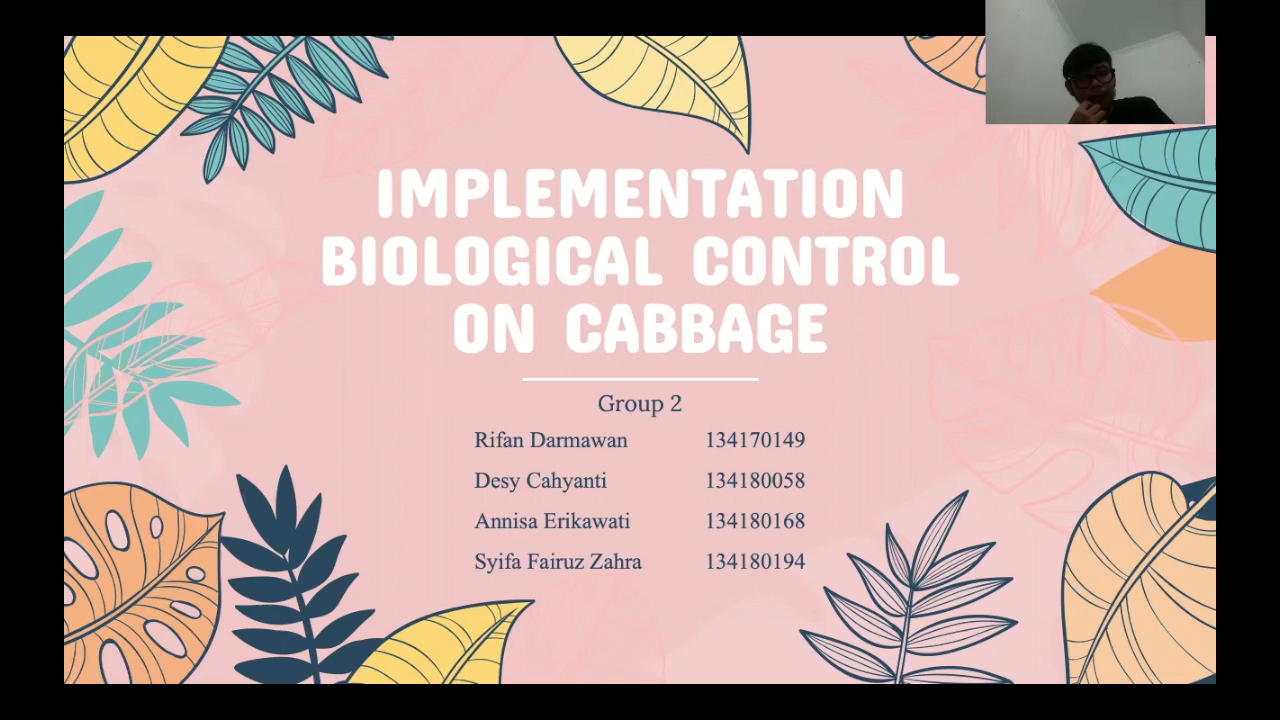 IMPLEMENTATION
BIOLOGICAL CONTROL
ON CABBAGE
Group 2
Rifan Darmawan 134170149
Desy Cahyanti 134180058
Annisa Erikawati 134180168
Syifa Fairuz Zahra 134180194